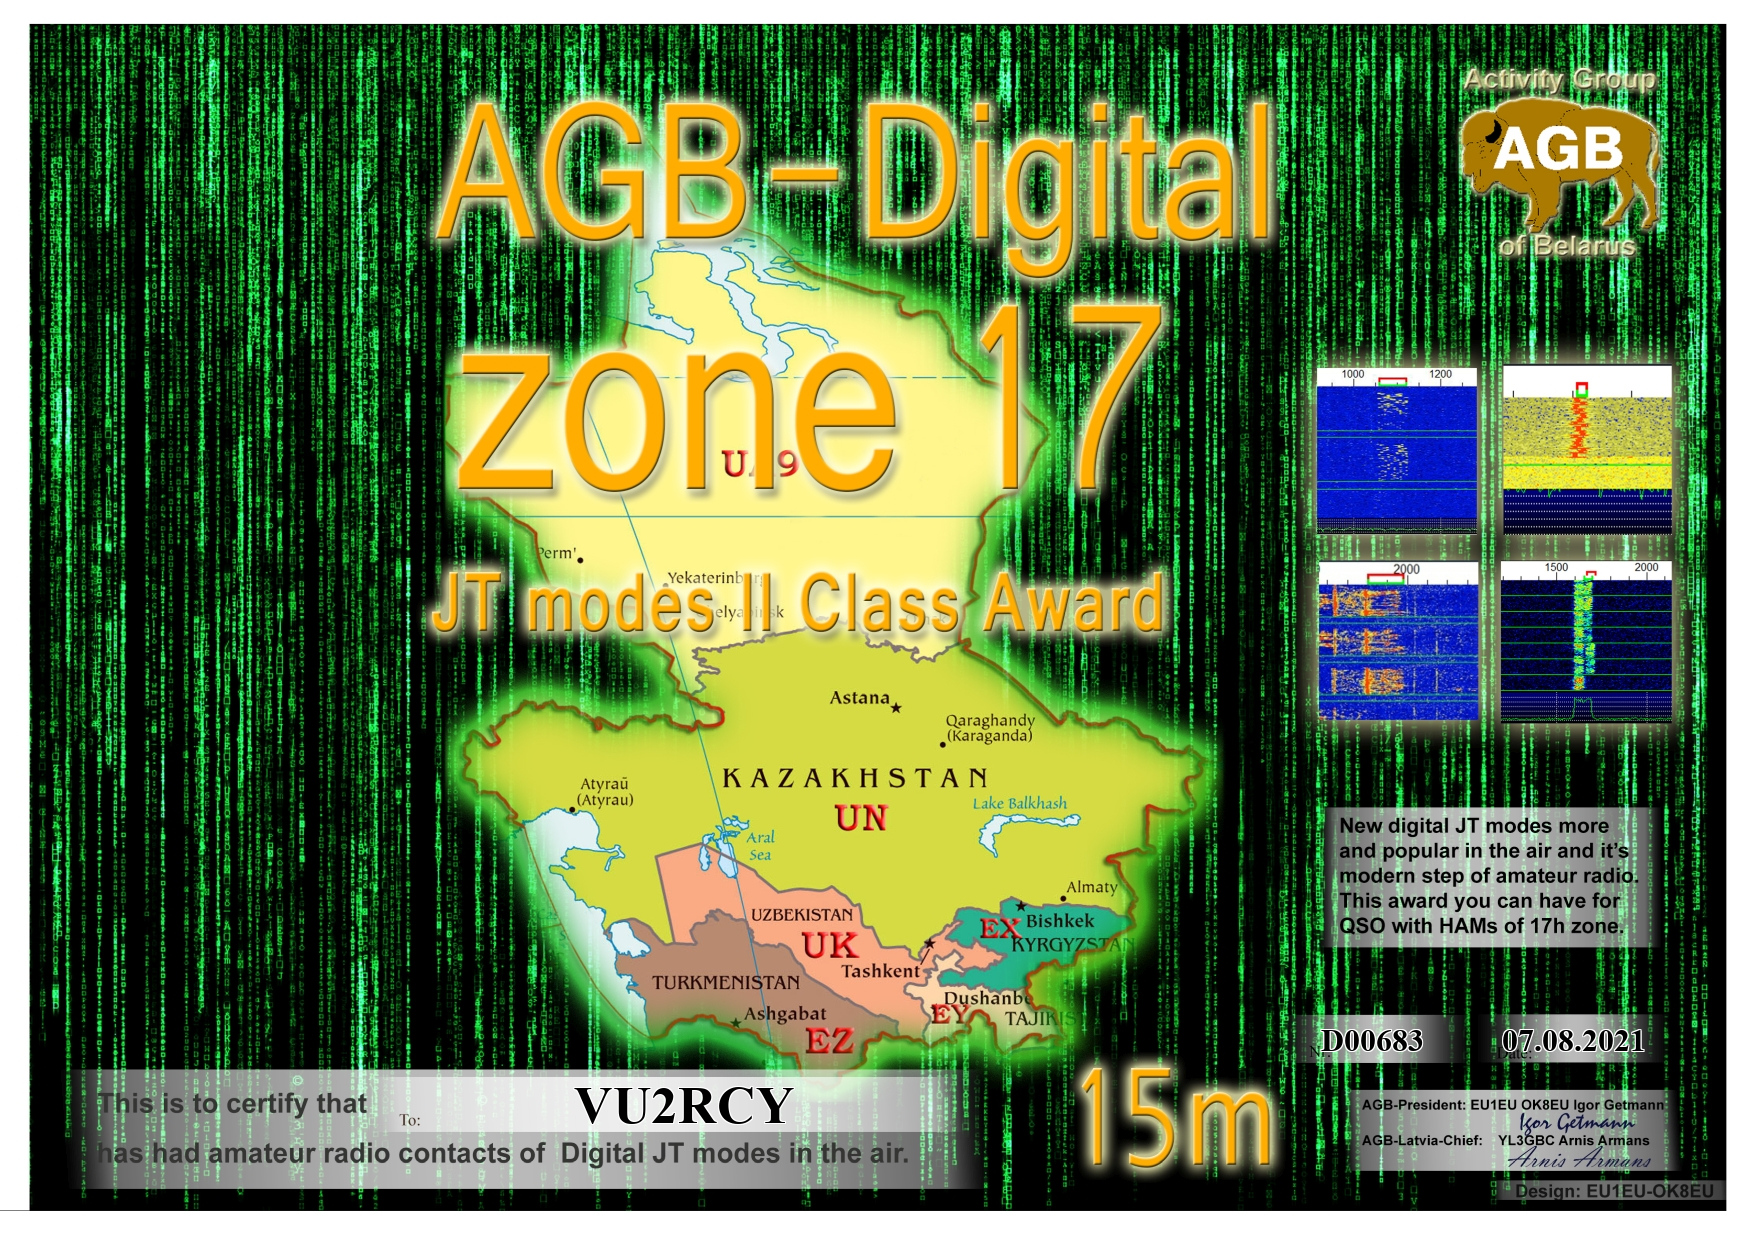 Activity Group
AGB
of Belarus
AGB-Digital
zone 17
JT modes II Class Award
1000 1200
2000
1500 2000
Perm'
Astana
Qaraghandy
(Karaganda)
KAZAKHSTAN
UN
Atyraŭ
(Atyrau)
Lake Balkhash
Aral
Sea
Almaty
UZBEKISTAN
UK
EX
Bishkek
KYRGYZSTAN
Tashkent
TURKMENISTAN
Ashgabat
EZ
EY
New digital JT modes more
and popular in the air and it's
modern step of amateur radio.
This award you can have for
QSO with HAMs of 17h zone.
D00683
Date:
07.08.2021
This is to certify that
To:
VU2RCY
has had amateur radio contacts of Digital JT modes in the air.
15m
AGB-President: EU1EU OK8EU Igor Getmann
Igor Getmann
AGB-Latvia-Chief: YL3GBC Arnis Armans
Arnis Armans
Design: EU1EU-OK8EU